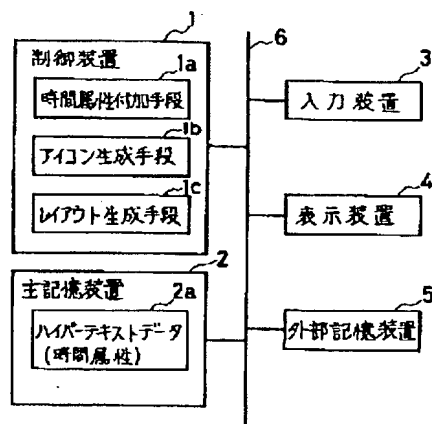 1
制御装置
1a
時間属性付加手段
1b
アイコン生成手段
1c
レイアウト生成手段
2
主記憶装置
2a
ハイパーテキストデータ
(時間属性)
6
3
入力装置
4
表示装置
5
外部記憶装置